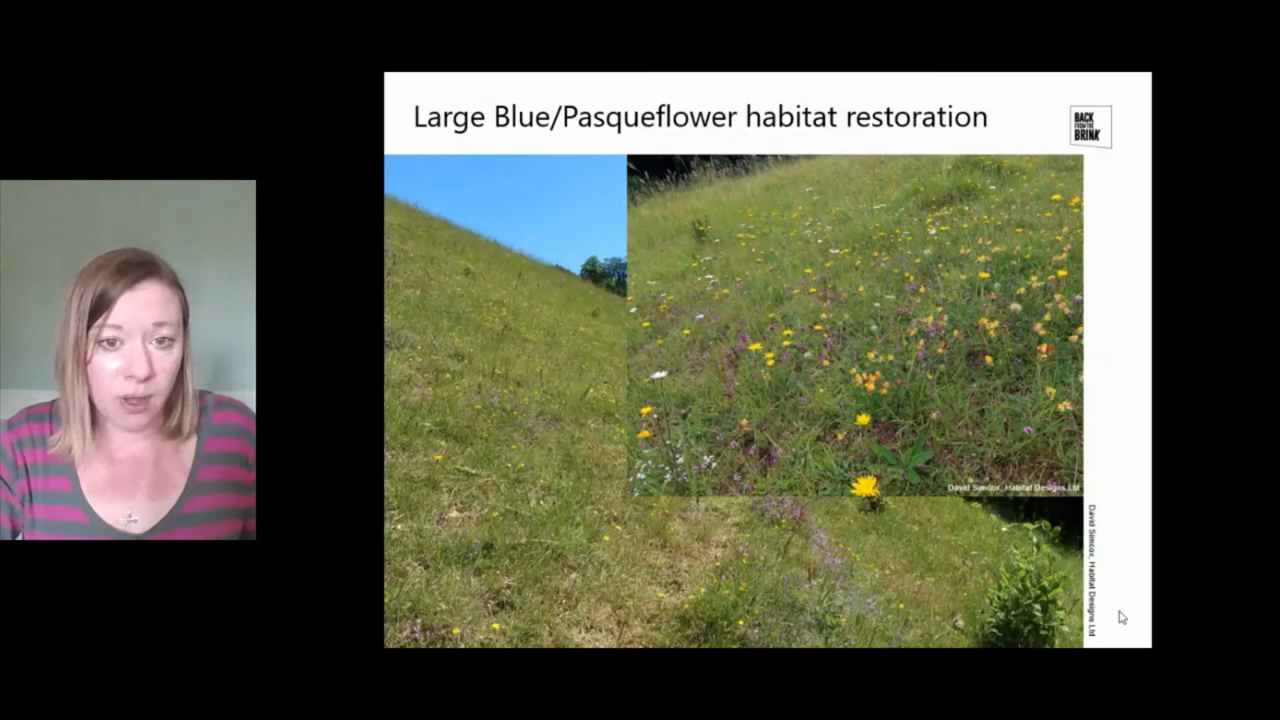 Large Blue/Pasqueflower habitat restoration
BACK
FROM THE
BRINK
David Simcox, Habitat Designs Ltd
David Simcox, Habitat Designs Ltd